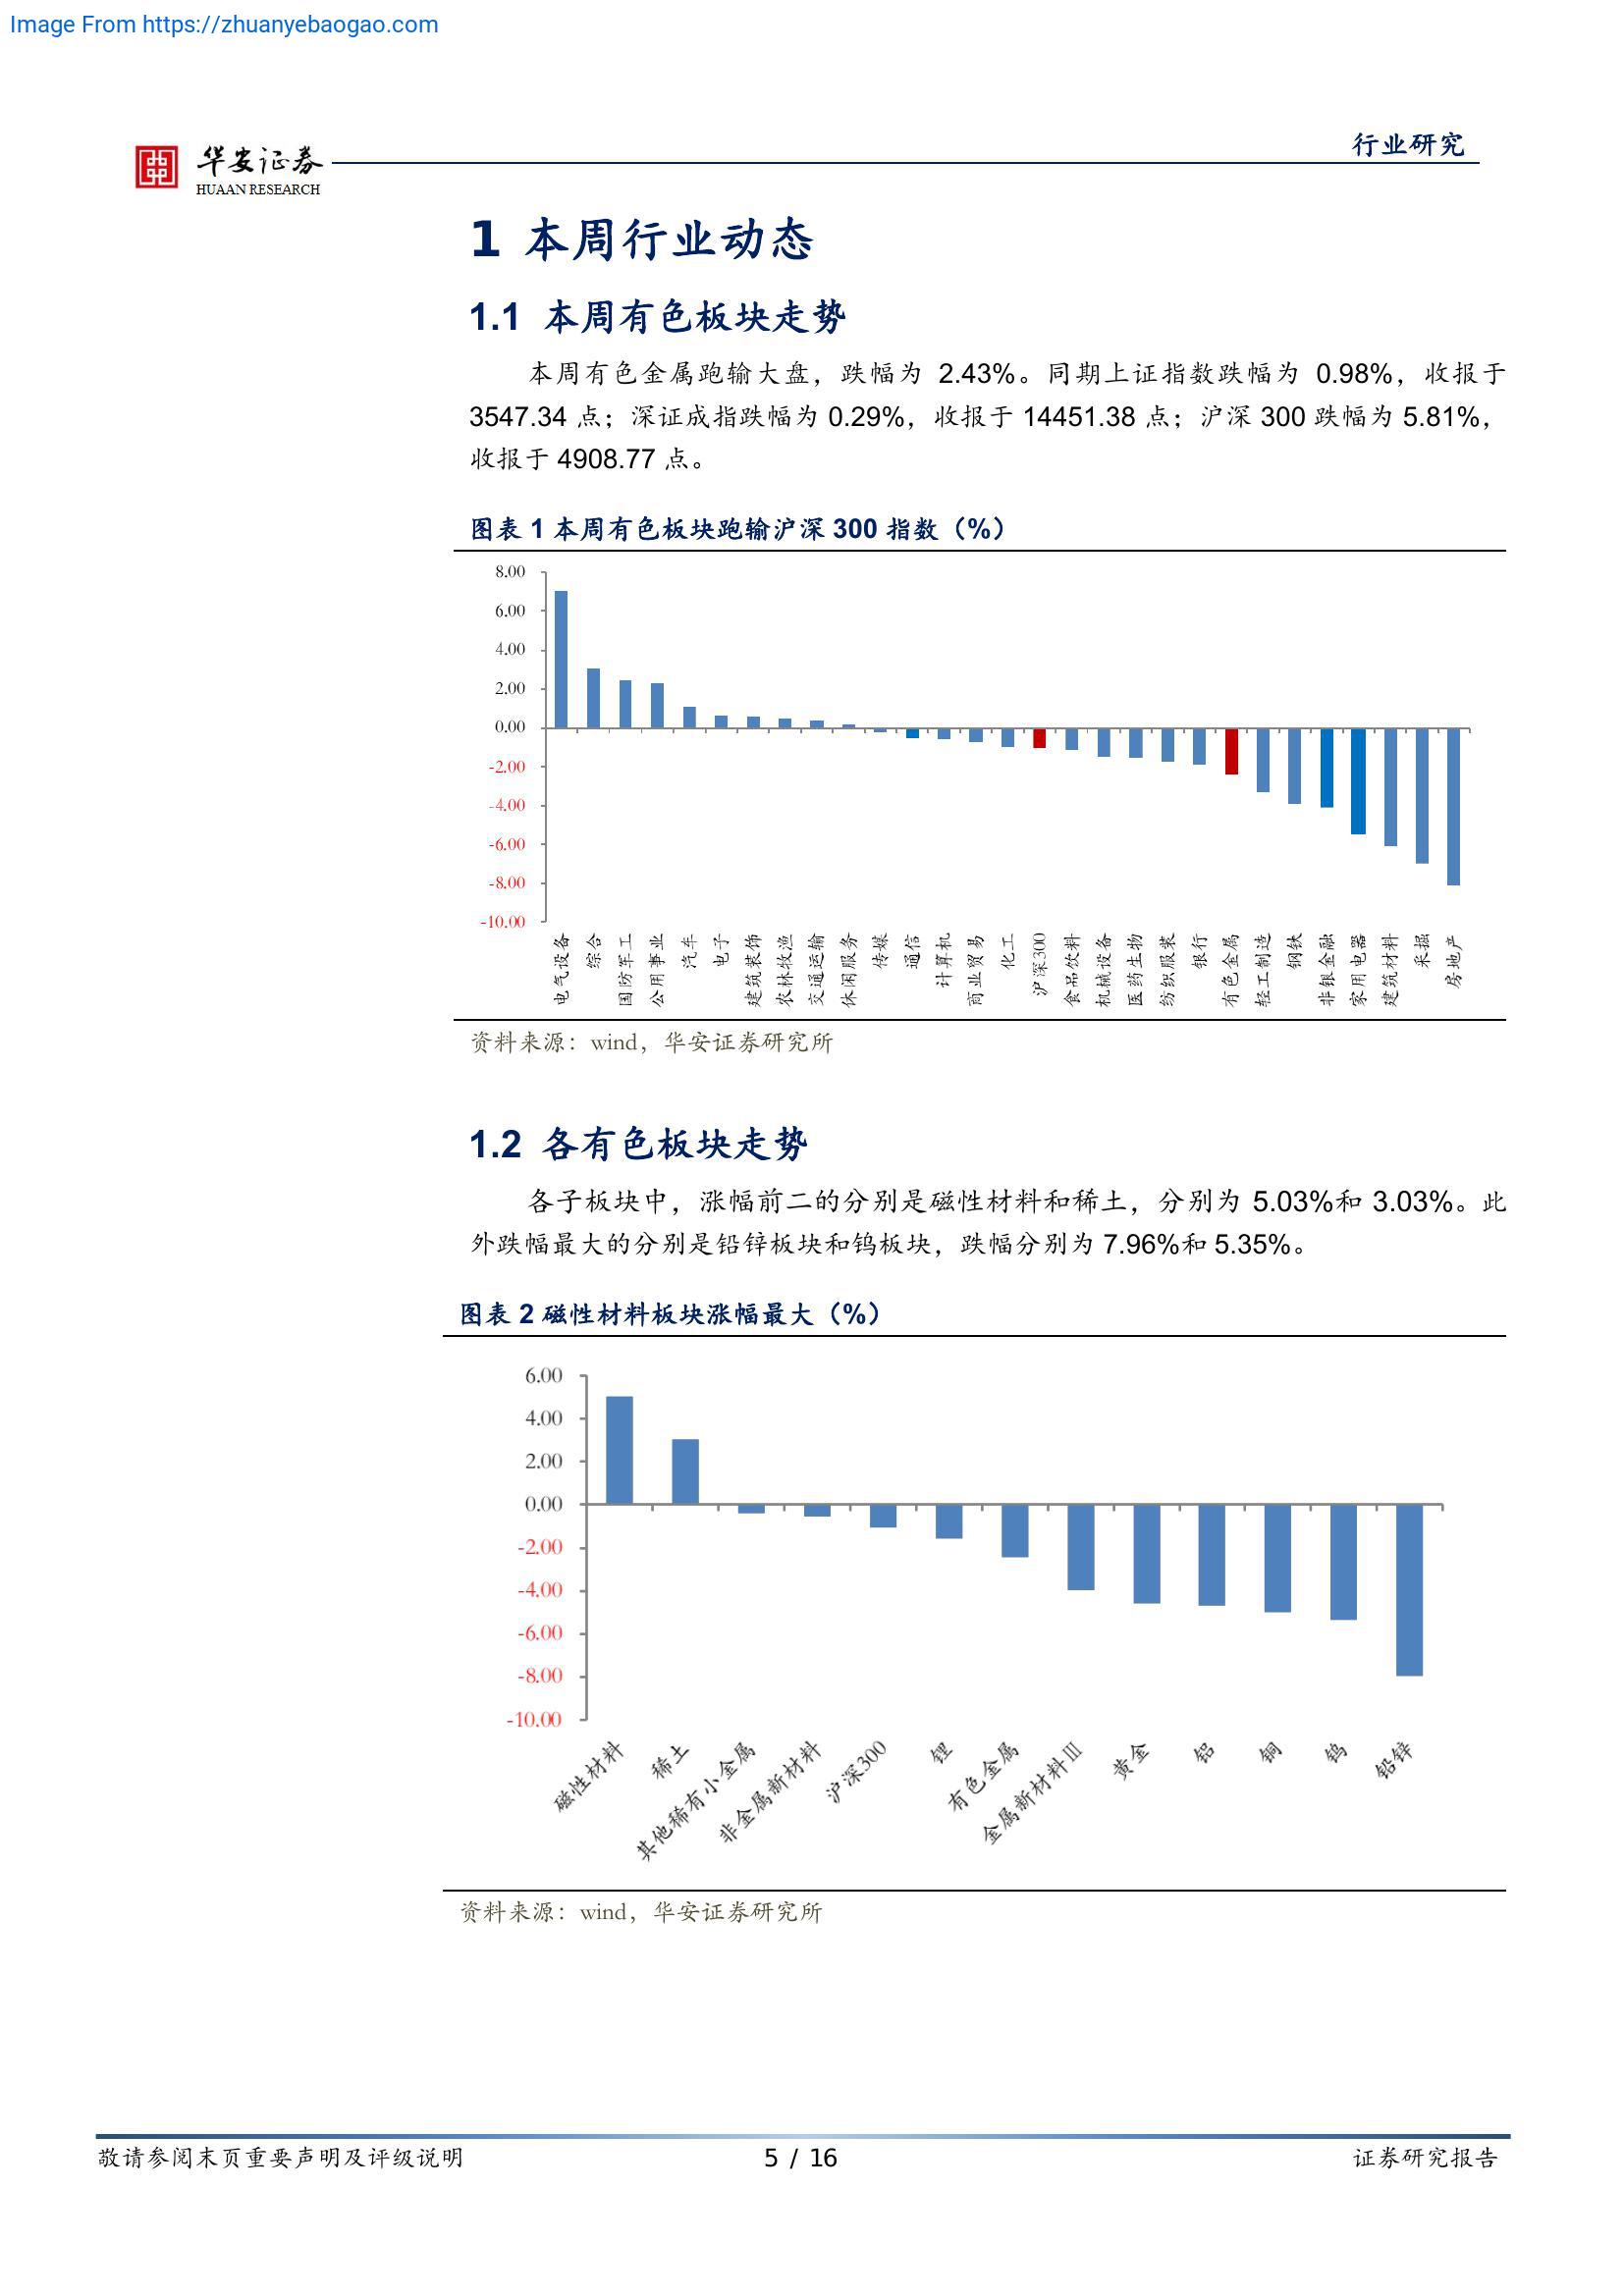 Image From https://zhuanyebaogao.com
华安证券
HUAAN RESEARCH
行业研究
1 本周行业动态
1.1 本周有色板块走势
本周有色金属跑输大盘，跌幅为 2.43%。同期上证指数跌幅为 0.98%，收报于
3547.34 点；深证成指跌幅为 0.29%，收报于 14451.38 点；沪深 300 跌幅为 5.81%，
收报于 4908.77 点。
图表 1 本周有色板块跑输沪深 300 指数（%）
8.00
6.00
4.00
2.00
0.00
-2.00
-4.00
-6.00
-8.00
-10.00
电气设备
综合
国防军工
公用事业
汽车
电子
建筑装饰
农林牧渔
交通运输
休闲服务
传媒
通信
计算机
商业贸易
化工
沪深300
食品饮料
机械设备
医药生物
纺织服装
银行
有色金属
轻工制造
钢铁
非银金融
家用电器
建筑材料
采掘
房地产
资料来源：wind，华安证券研究所
1.2 各有色板块走势
各子板块中，涨幅前二的分别是磁性材料和稀土，分别为 5.03%和 3.03%。此
外跌幅最大的分别是铅锌板块和钨板块，跌幅分别为 7.96%和 5.35%。
图表 2 磁性材料板块涨幅最大（%）
6.00
4.00
2.00
0.00
-2.00
-4.00
-6.00
-8.00
-10.00
磁性材料
稀土
其他稀有小金属
非金属新材料
沪深300
锂
有色金属
金属新材料Ⅲ
黄金
铝
铜
钨
铅锌
资料来源：wind，华安证券研究所
敬请参阅末页重要声明及评级说明
5 / 16
证券研究报告